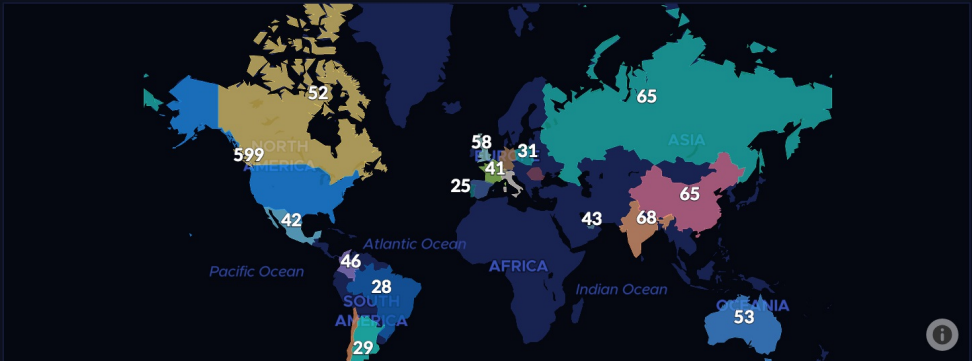 52
65
58
31
NORTH
AMERICA
599
EUROPE
41
ASIA
25
65
42
43
68
Atlantic Ocean
46
AFRICA
Pacific Ocean
28
Indian Ocean
SOUTH
AMERICA
OCEANIA
53
29